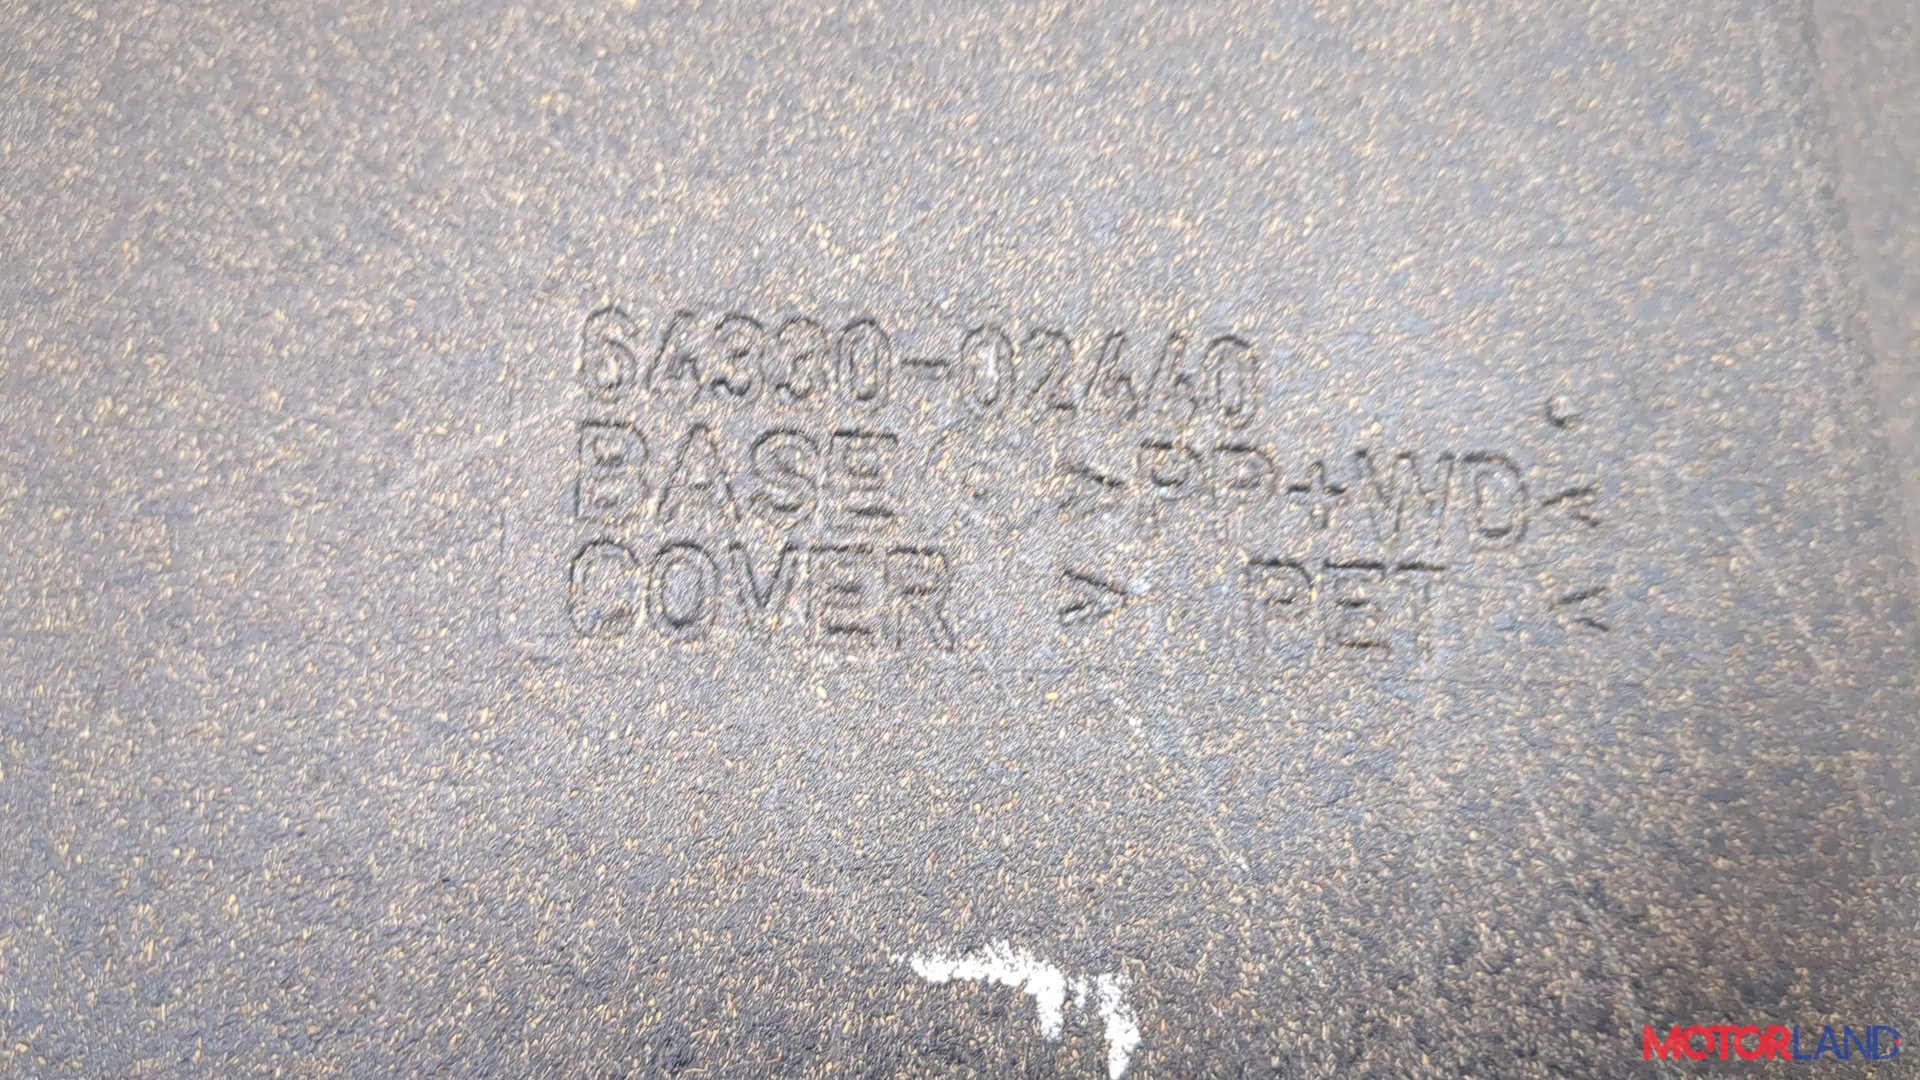 64330-02440
BASE >PP+WD<
COVER > PET <
MOTORLAND